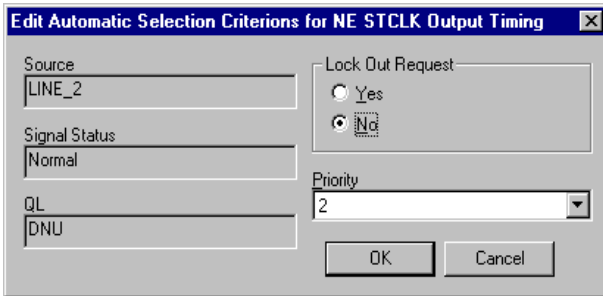 Edit Automatic Selection Criterions for NE STCLK Output Timing
Source
LINE_2
Signal Status
Normal
QL
DNU
Lock Out Request
Yes
No
Priority
2
OK
Cancel